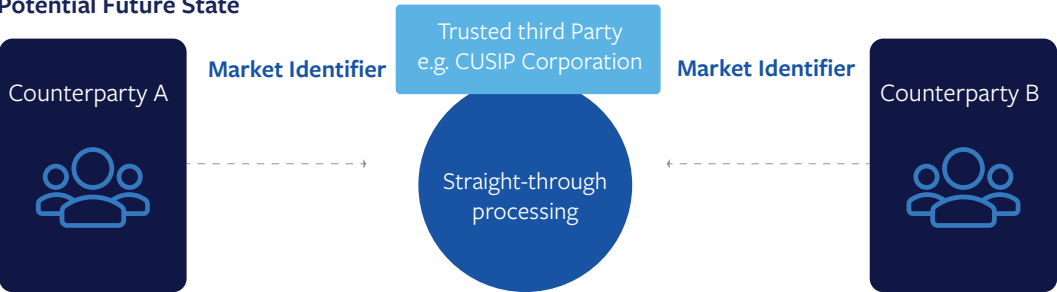 Potential Future State
Trusted third Party
e.g. CUSIP Corporation
Market Identifier
Market Identifier
Counterparty A
Counterparty B
Straight-through
processing